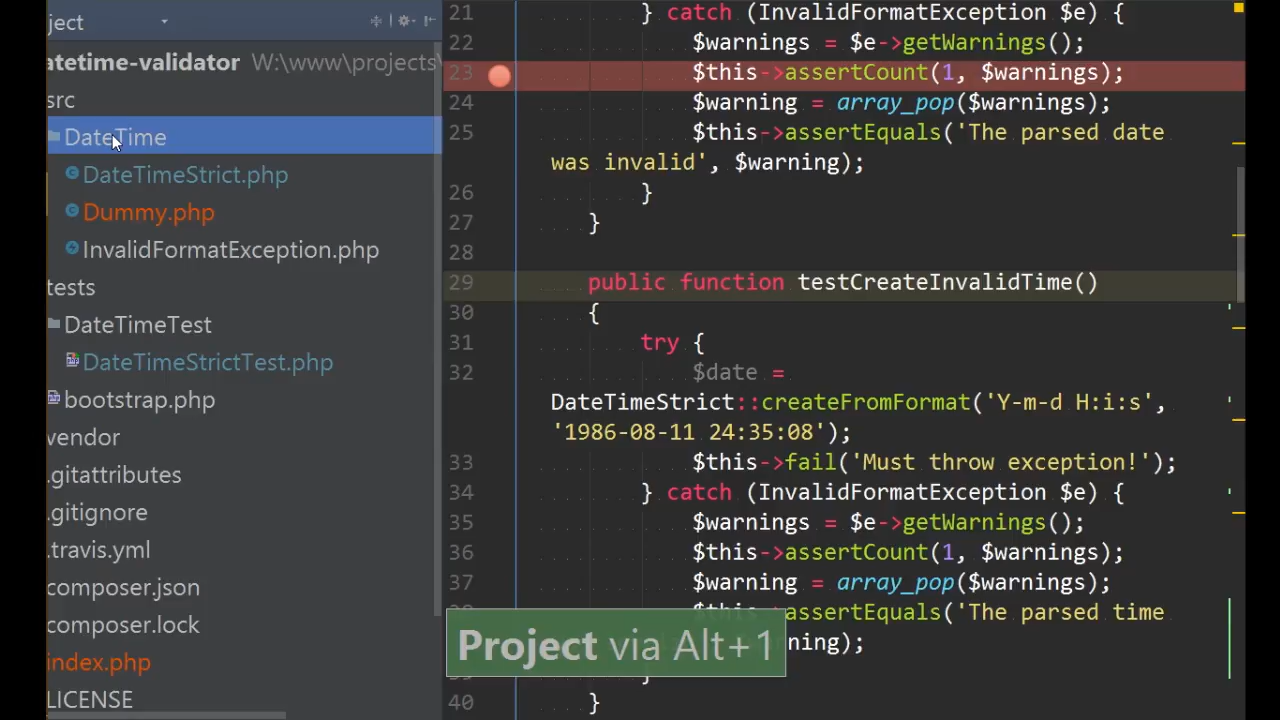 ject
atetime-validator W:\www\projects\
src
DateTime
DateTimeStrict.php
Dummy.php
InvalidFormatException.php
tests
DateTimeTest
DateTimeStrictTest.php
bootstrap.php
vendor
.gitattributes
.gitignore
.travis.yml
composer.json
composer.lock
index.php
LICENSE
21 } catch (InvalidFormatException $e) {
22 $warnings = $e->getWarnings();
23 $this->assertCount(1, $warnings);
24 $warning = array_pop($warnings);
25 $this->assertEquals('The parsed date
was invalid', $warning);
26 }
27 }
28
29 public function testCreateInvalidTime()
30 {
31 try {
32 $date =
DateTimeStrict::createFromFormat('Y-m-d H:i:s',
'1986-08-11 24:35:08');
33 $this->fail('Must throw exception!');
34 } catch (InvalidFormatException $e) {
35 $warnings = $e->getWarnings();
36 $this->assertCount(1, $warnings);
37 $warning = array_pop($warnings);
assertEquals('The parsed time
ning);
40 }
Project via Alt+1